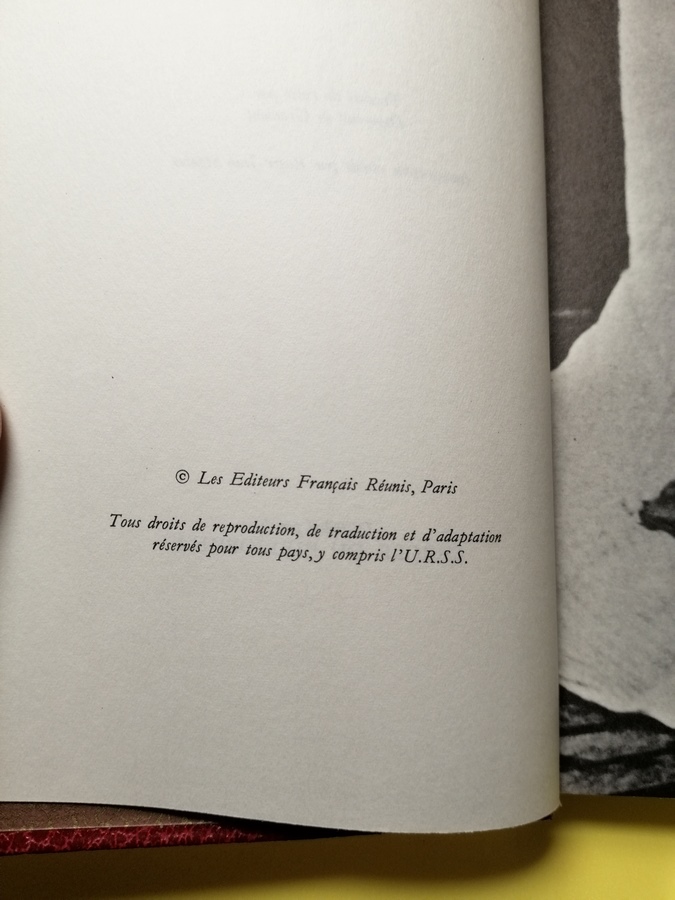 © Les Editeurs Français Réunis, Paris
Tous droits de reproduction, de traduction et d'adaptation
réservés pour tous pays, y compris l'U.R.S.S.